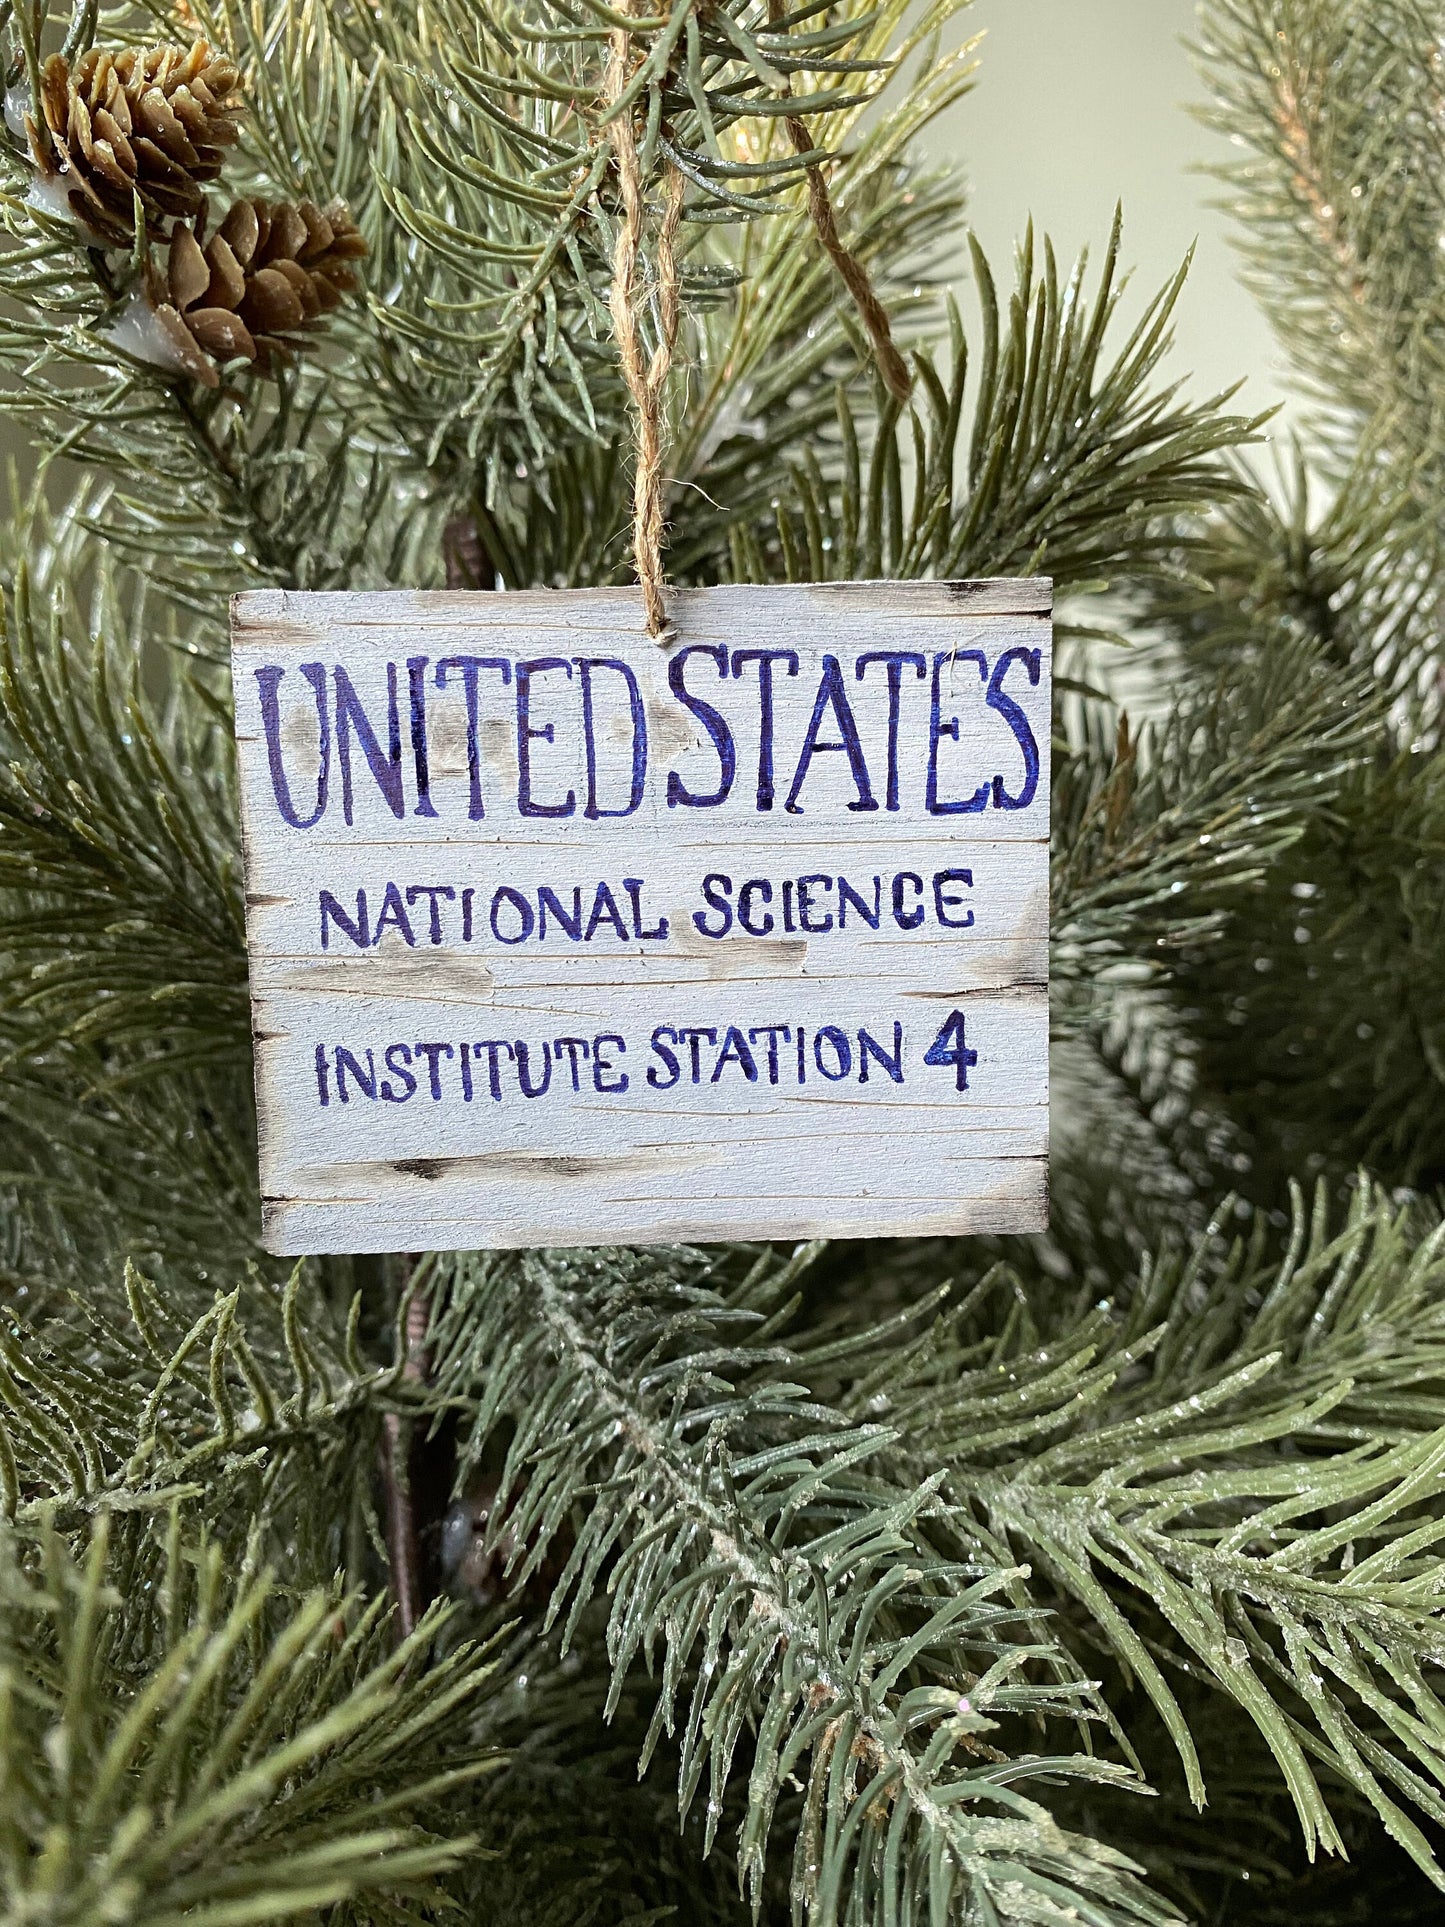 UNITED STATES
NATIONAL SCIENCE
INSTITUTE STATION 4